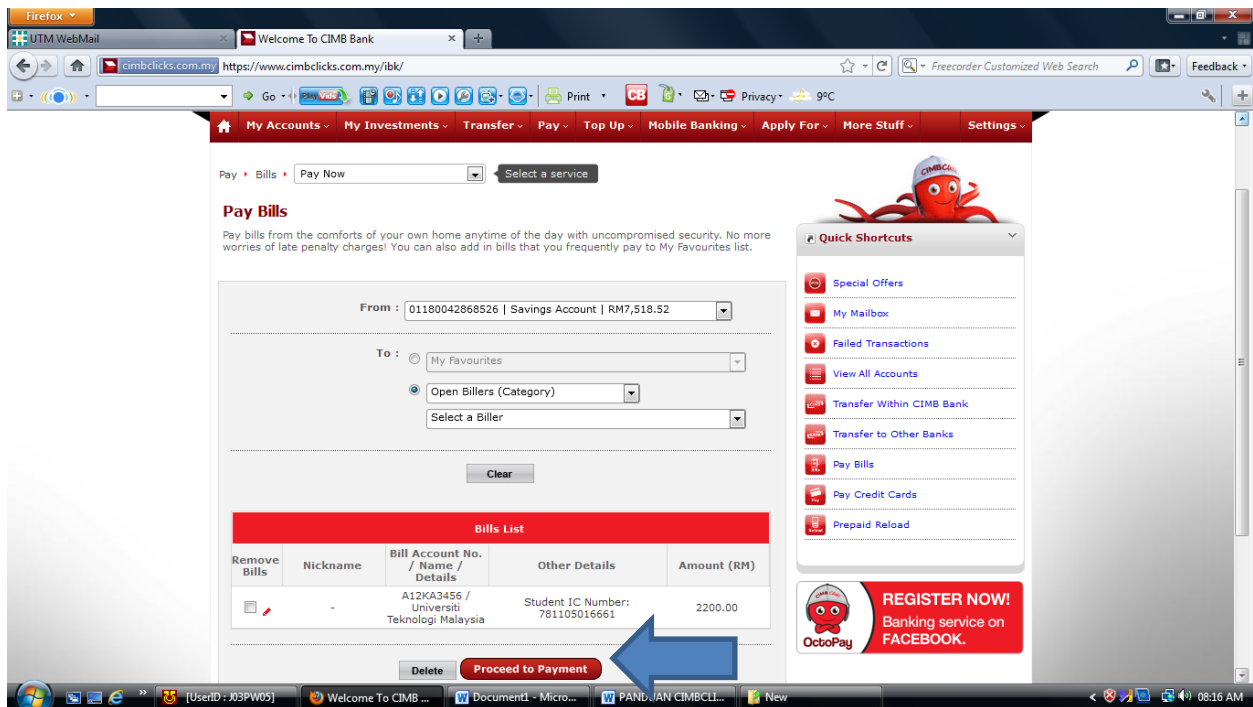 Firefox
UTM WebMail
Welcome To CIMB Bank
cimbclicks.com.my https://www.cimbclicks.com.my/ibk/
Freecorder Customized Web Search
Feedback
Go
Print
CB
Privacy
9°C
My Accounts My Investments Transfer Pay Top Up Mobile Banking Apply For More Stuff Settings
Pay Bills Pay Now Select a service
Pay Bills
Pay bills from the comforts of your own home anytime of the day with uncompromised security. No more
worries of late penalty charges! You can also add in bills that you frequently pay to My Favourites list.
From : 01180042868526 | Savings Account | RM7,518.52
To : My Favourites
Open Billers (Category)
Select a Biller
Clear
Bills List
Remove Bills
Nickname
Bill Account No.
/ Name /
Details
Other Details
Amount (RM)
-
A12KA3456 /
Universiti
Teknologi Malaysia
Student IC Number:
781105016661
2200.00
Delete
Proceed to Payment
Quick Shortcuts
Special Offers
My Mailbox
Failed Transactions
View All Accounts
Transfer Within CIMB Bank
Transfer to Other Banks
Pay Bills
Pay Credit Cards
Prepaid Reload
OctoPay
REGISTER NOW!
Banking service on
FACEBOOK.
[UserID : J03PW05]
Welcome To CIMB ...
Document1 - Micro...
New
08:16 AM